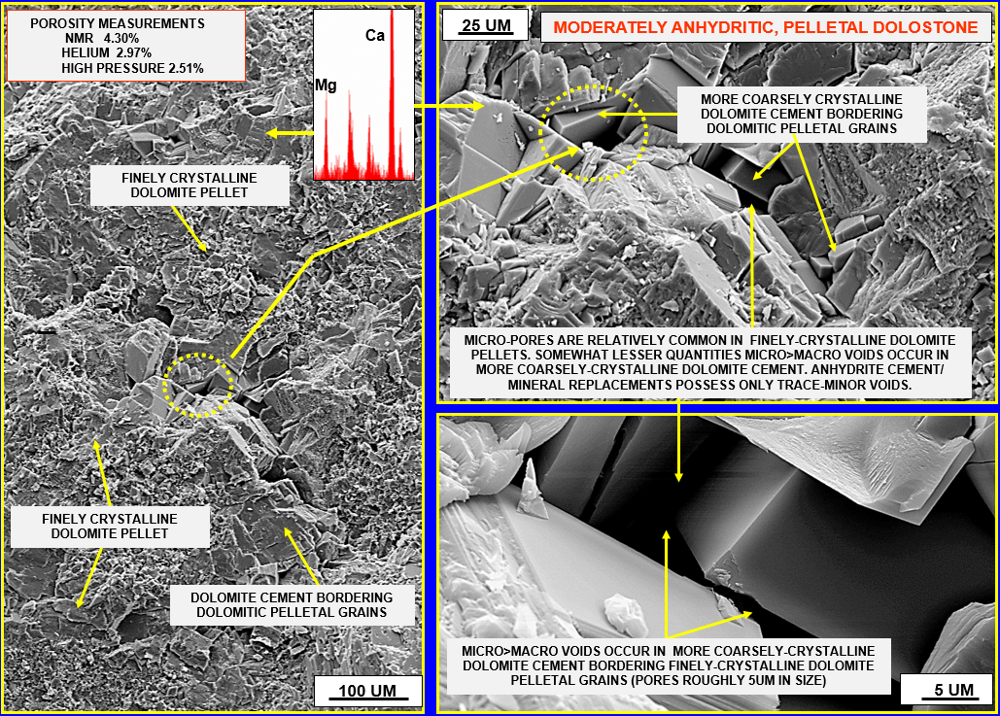 POROSITY MEASUREMENTS
NMR 4.30%
HELIUM 2.97%
HIGH PRESSURE 2.51%
Ca
Mg
FINELY CRYSTALLINE
DOLOMITE PELLET
FINELY CRYSTALLINE
DOLOMITE PELLET
DOLOMITE CEMENT BORDERING
DOLOMITIC PELLETAL GRAINS
100 UM
25 UM
MODERATELY ANHYDRITIC, PELLETAL DOLOSTONE
MORE COARSELY CRYSTALLINE
DOLOMITE CEMENT BORDERING
DOLOMITIC PELLETAL GRAINS
MICRO-PORES ARE RELATIVELY COMMON IN FINELY-CRYSTALLINE DOLOMITE
PELLETS. SOMEWHAT LESSER QUANTITIES MICRO>MACRO VOIDS OCCUR IN
MORE COARSELY-CRYSTALLINE DOLOMITE CEMENT. ANHYDRITE CEMENT/
MINERAL REPLACEMENTS POSSESS ONLY TRACE-MINOR VOIDS.
MICRO>MACRO VOIDS OCCUR IN MORE COARSELY-CRYSTALLINE
DOLOMITE CEMENT BORDERING FINELY-CRYSTALLINE DOLOMITE
PELLETAL GRAINS (PORES ROUGHLY 5UM IN SIZE)
5 UM